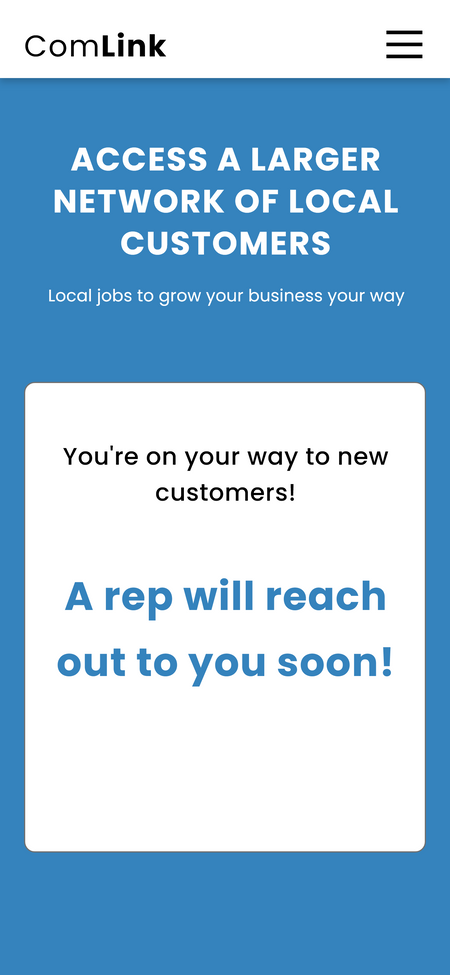 ComLink
ACCESS A LARGER
NETWORK OF LOCAL
CUSTOMERS
Local jobs to grow your business your way
You're on your way to new
customers!
A rep will reach
out to you soon!